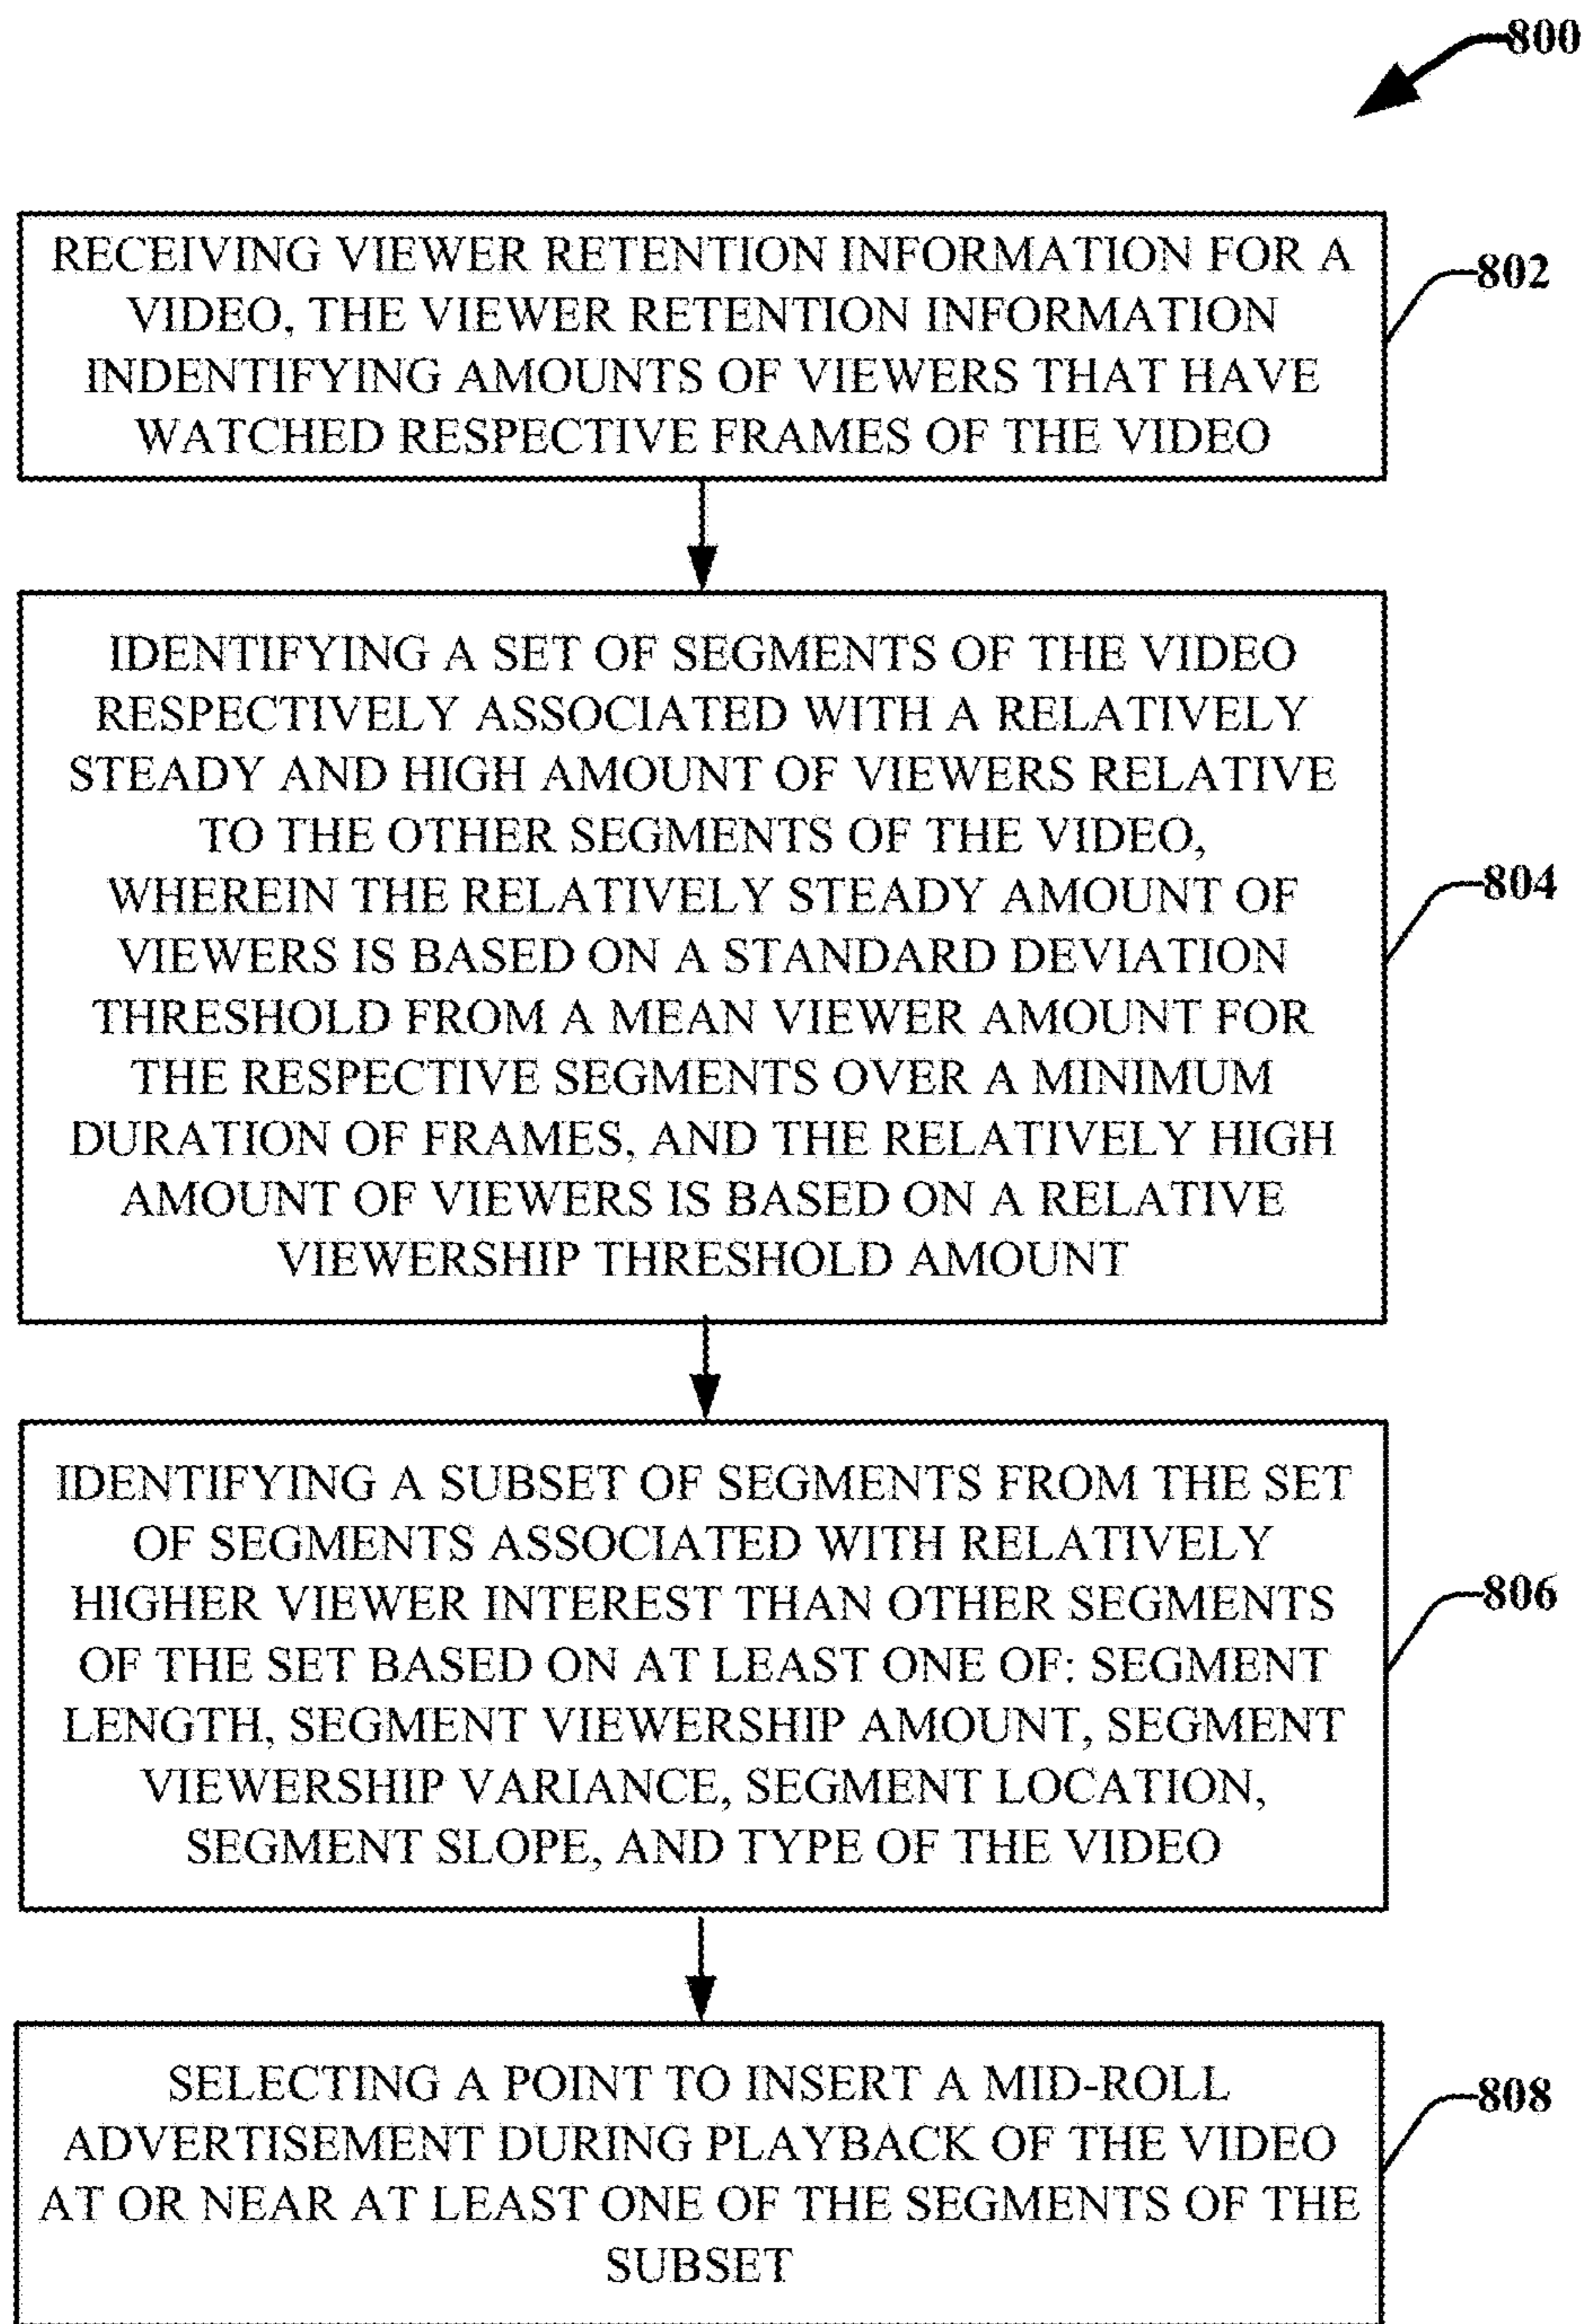 800
RECEIVING VIEWER RETENTION INFORMATION FOR A
VIDEO, THE VIEWER RETENTION INFORMATION
INDENTIFYING AMOUNTS OF VIEWERS THAT HAVE
WATCHED RESPECTIVE FRAMES OF THE VIDEO
802
IDENTIFYING A SET OF SEGMENTS OF THE VIDEO
RESPECTIVELY ASSOCIATED WITH A RELATIVELY
STEADY AND HIGH AMOUNT OF VIEWERS RELATIVE
TO THE OTHER SEGMENTS OF THE VIDEO,
WHEREIN THE RELATIVELY STEADY AMOUNT OF
VIEWERS IS BASED ON A STANDARD DEVIATION
THRESHOLD FROM A MEAN VIEWER AMOUNT FOR
THE RESPECTIVE SEGMENTS OVER A MINIMUM
DURATION OF FRAMES, AND THE RELATIVELY HIGH
AMOUNT OF VIEWERS IS BASED ON A RELATIVE
VIEWERSHIP THRESHOLD AMOUNT
804
IDENTIFYING A SUBSET OF SEGMENTS FROM THE SET
OF SEGMENTS ASSOCIATED WITH RELATIVELY
HIGHER VIEWER INTEREST THAN OTHER SEGMENTS
OF THE SET BASED ON AT LEAST ONE OF: SEGMENT
LENGTH, SEGMENT VIEWERSHIP AMOUNT, SEGMENT
VIEWERSHIP VARIANCE, SEGMENT LOCATION,
SEGMENT SLOPE, AND TYPE OF THE VIDEO
806
SELECTING A POINT TO INSERT A MID-ROLL
ADVERTISEMENT DURING PLAYBACK OF THE VIDEO
AT OR NEAR AT LEAST ONE OF THE SEGMENTS OF THE
SUBSET
808